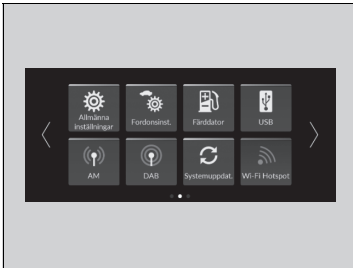 Allmänna
inställningar
Fordonsinst.
Färddator
USB
AM
DAB
Systemuppdat.
Wi-Fi Hotspot